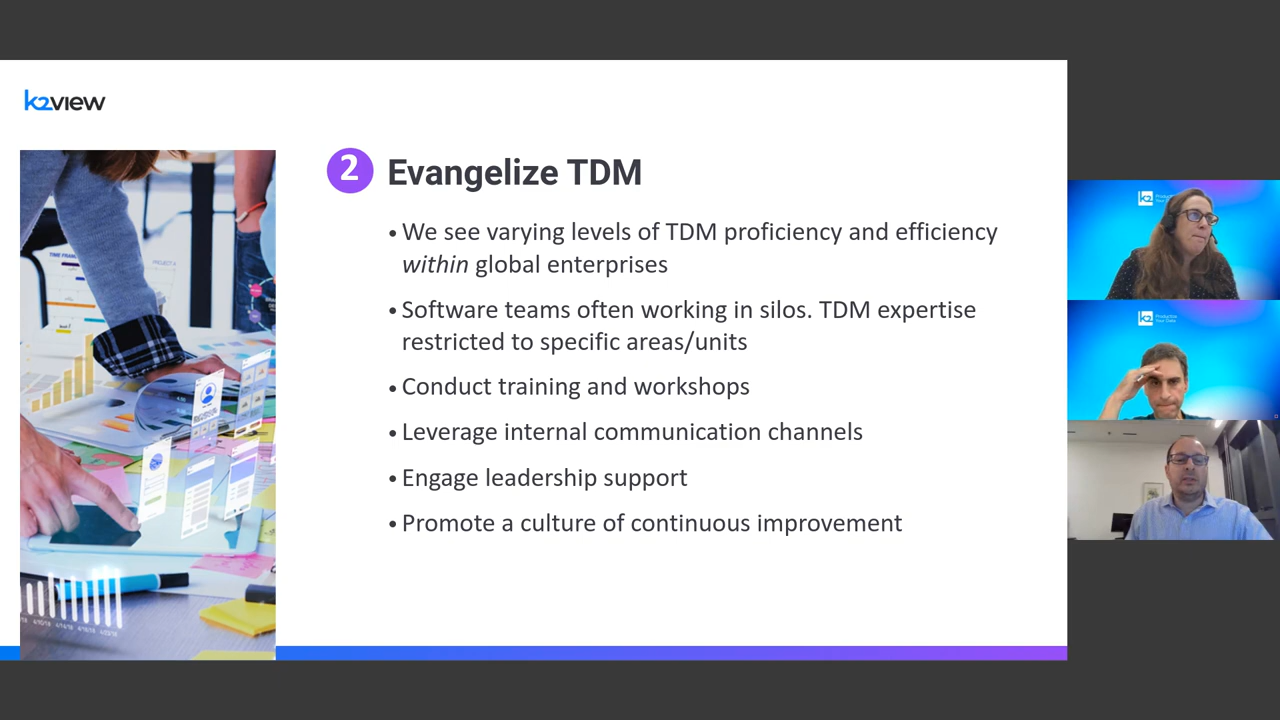 k2view
2 Evangelize TDM
• We see varying levels of TDM proficiency and efficiency
within global enterprises
• Software teams often working in silos. TDM expertise
restricted to specific areas/units
• Conduct training and workshops
• Leverage internal communication channels
• Engage leadership support
• Promote a culture of continuous improvement
k2
k2